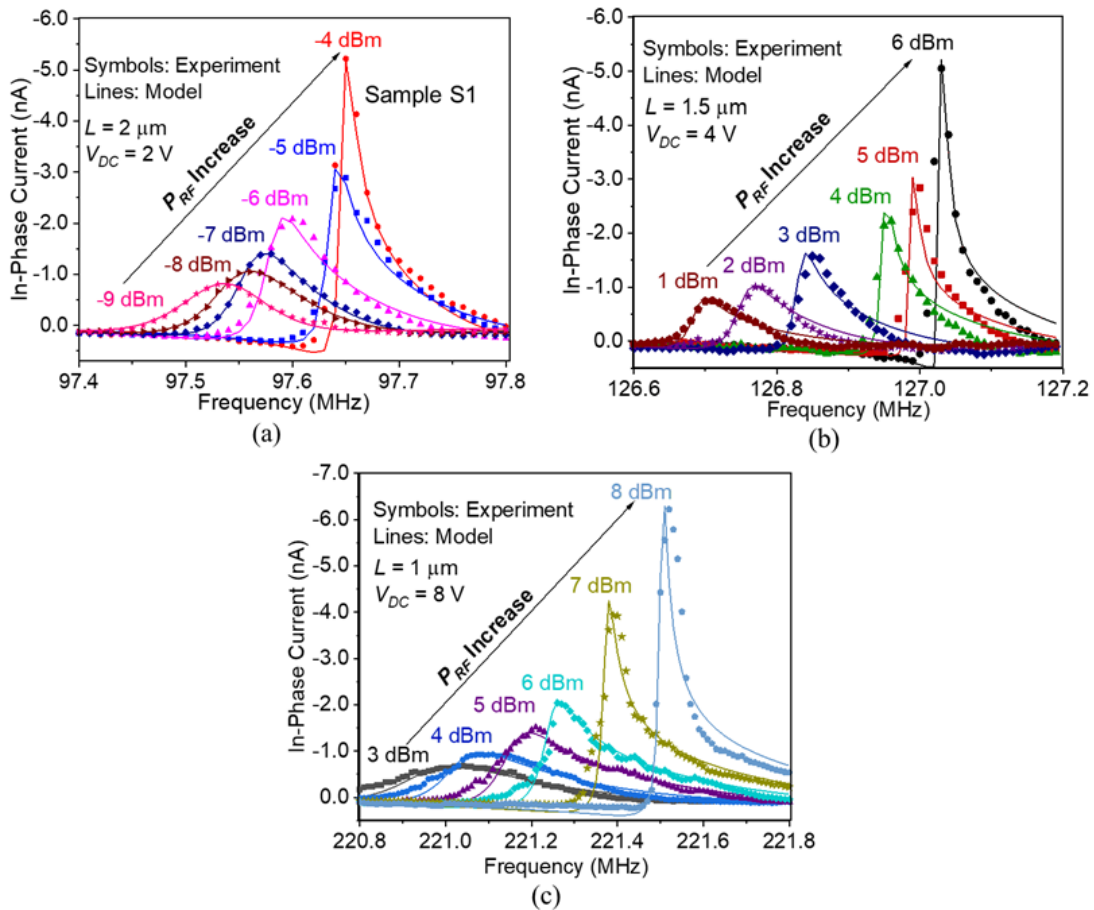 -6.0
-5.0
-4.0
-3.0
-2.0
-1.0
0.0
In-Phase Current (nA)
Symbols: Experiment
Lines: Model
L = 2 μm
V_DC = 2 V
P_RF Increase
Sample S1
-4 dBm
-5 dBm
-6 dBm
-7 dBm
-8 dBm
-9 dBm
97.4 97.5 97.6 97.7 97.8
Frequency (MHz)
(a)
-6.0
-5.0
-4.0
-3.0
-2.0
-1.0
0.0
In-Phase Current (nA)
Symbols: Experiment
Lines: Model
L = 1.5 μm
V_DC = 4 V
P_RF Increase
6 dBm
5 dBm
4 dBm
3 dBm
2 dBm
1 dBm
126.6 126.8 127.0 127.2
Frequency (MHz)
(b)
-7.0
-6.0
-5.0
-4.0
-3.0
-2.0
-1.0
0.0
In-Phase Current (nA)
Symbols: Experiment
Lines: Model
L = 1 μm
V_DC = 8 V
P_RF Increase
8 dBm
7 dBm
6 dBm
5 dBm
4 dBm
3 dBm
220.8 221.0 221.2 221.4 221.6 221.8
Frequency (MHz)
(c)